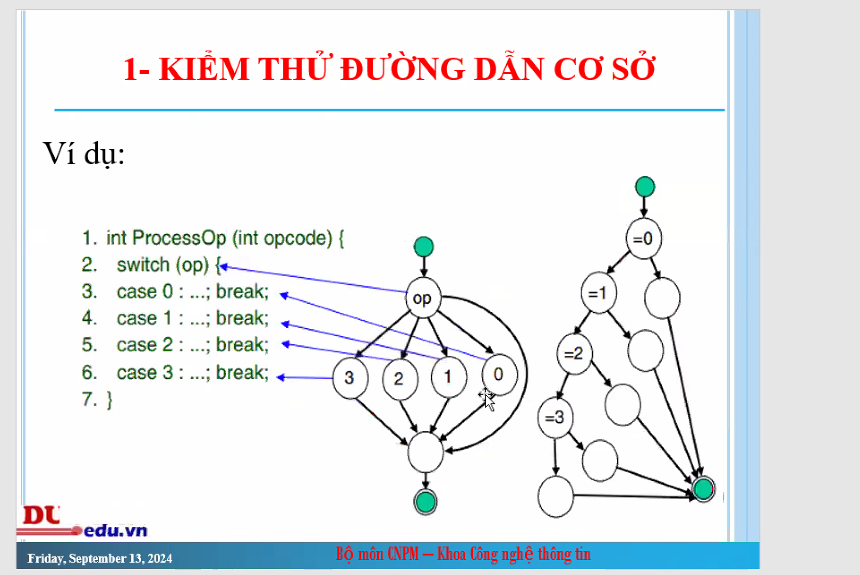 1- KIỂM THỬ ĐƯỜNG DẪN CƠ SỞ
Ví dụ:
1. int ProcessOp (int opcode) {
2. switch (op) {
3. case 0 : ...; break;
4. case 1 : ...; break;
5. case 2 : ...; break;
6. case 3 : ...; break;
7. }
op
3 2 1 0
=0
=1
=2
=3
DU
edu.vn
Friday, September 13, 2024
Bộ môn CNPM – Khoa Công nghệ thông tin